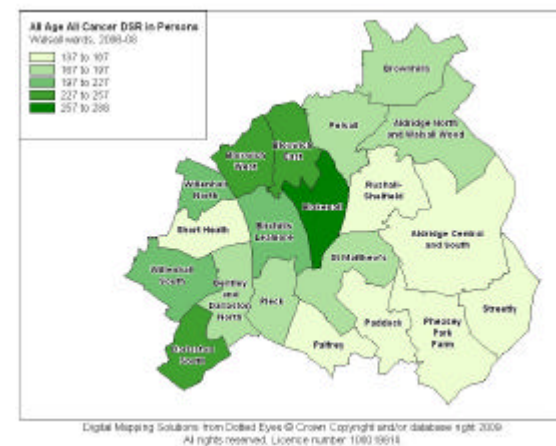 All Age All Cancer DSR in Persons
Walsall wards, 2006-08
137 to 167
167 to 197
197 to 227
227 to 257
257 to 288
Brownhills
Pelsall
Aldridge North
and Walsall Wood
Bloxwich
East
Bloxwich
West
Willenhall
North
Blakenall
Rushall-
Shelfield
Short Heath
Birchills
Leamore
Aldridge Central
and South
St Matthew's
Willenhall
South
Bentley
and
Darlaston
North
Pleck
Streetly
Paddock
Pheasey
Park
Farm
Palfrey
Darlaston
South
Digital Mapping Solutions from Dotted Eyes © Crown Copyright and/or database right 2009
All rights reserved. Licence number 100019918